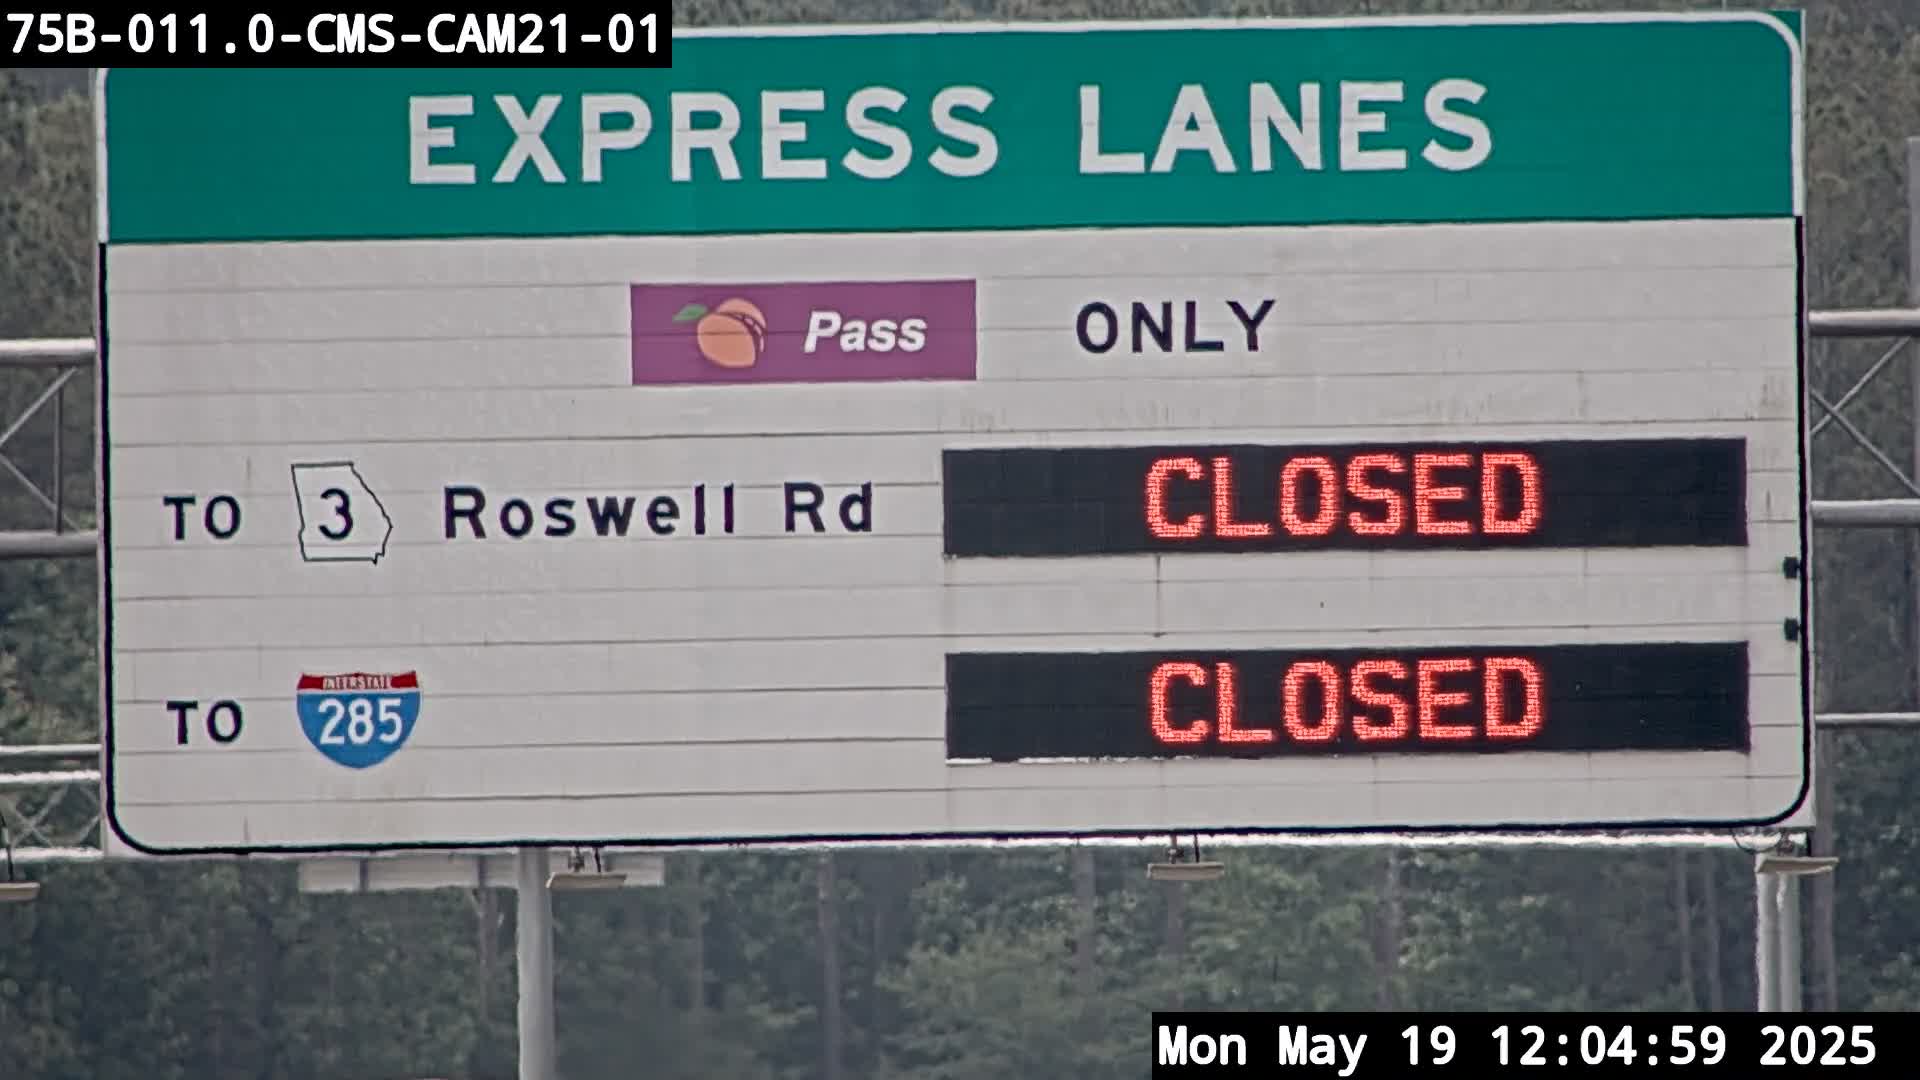 75B-011.0-CMS-CAM21-01
EXPRESS LANES
Pass ONLY
TO 3 Roswell Rd CLOSED
INTERSTATE
TO 285 CLOSED
Mon May 19 12:04:59 2025